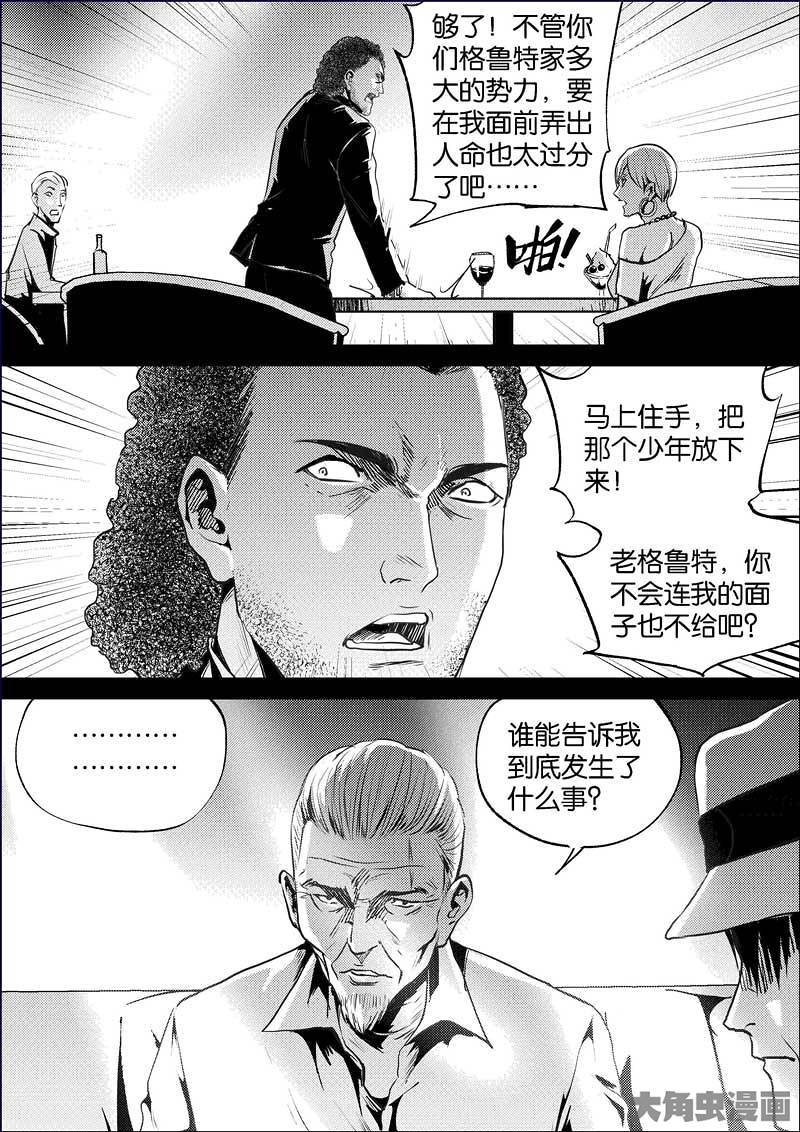 够了！不管你
们格鲁特家多
大的势力，要
在我面前弄出
人命也太过分
了吧……
啪！
马上住手，把
那个少年放下
来！
老格鲁特，你
不会连我的面
子也不给吧？
…………
…………
谁能告诉我
到底发生了
什么事？
大角虫漫画